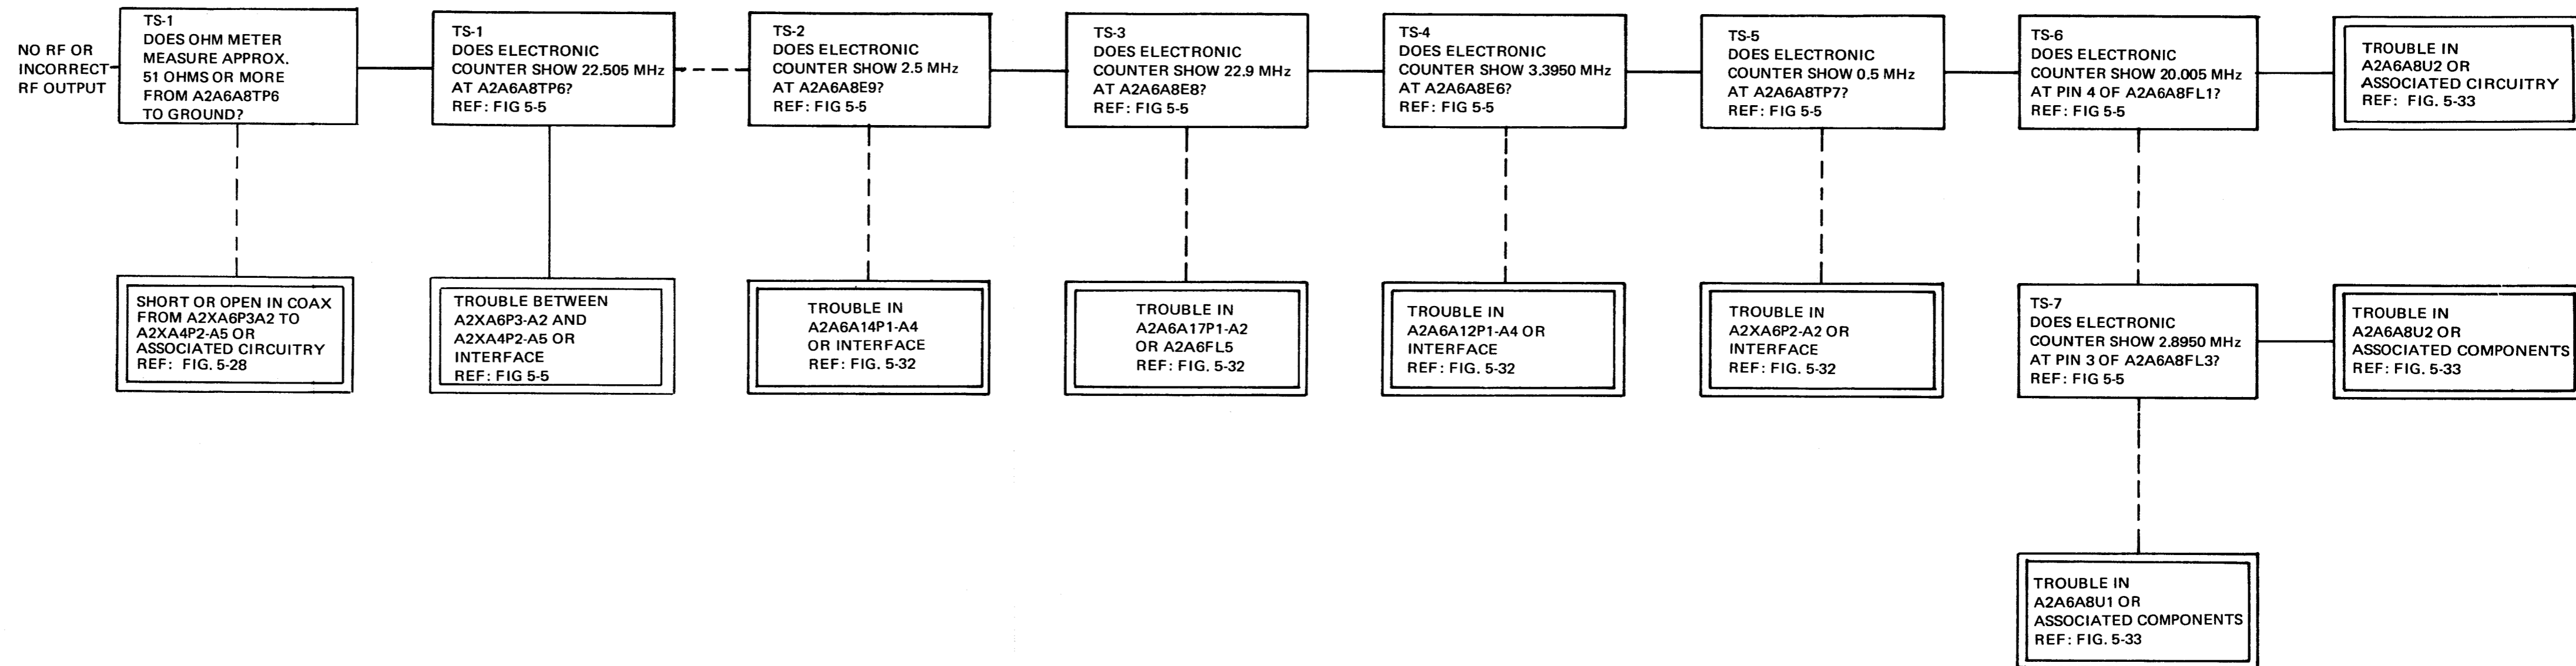 NO RF OR
INCORRECT
RF OUTPUT
TS-1
DOES OHM METER
MEASURE APPROX.
51 OHMS OR MORE
FROM A2A6A8TP6
TO GROUND?
TS-1
DOES ELECTRONIC
COUNTER SHOW 22.505 MHz
AT A2A6A8TP6?
REF: FIG 5-5
TS-2
DOES ELECTRONIC
COUNTER SHOW 2.5 MHz
AT A2A6A8E9?
REF: FIG 5-5
TS-3
DOES ELECTRONIC
COUNTER SHOW 22.9 MHz
AT A2A6A8E8?
REF: FIG 5-5
TS-4
DOES ELECTRONIC
COUNTER SHOW 3.3950 MHz
AT A2A6A8E6?
REF: FIG 5-5
TS-5
DOES ELECTRONIC
COUNTER SHOW 0.5 MHz
AT A2A6A8TP7?
REF: FIG 5-5
TS-6
DOES ELECTRONIC
COUNTER SHOW 20.005 MHz
AT PIN 4 OF A2A6A8FL1?
REF: FIG 5-5
TROUBLE IN
A2A6A8U2 OR
ASSOCIATED CIRCUITRY
REF: FIG. 5-33
SHORT OR OPEN IN COAX
FROM A2XA6P3A2 TO
A2XA4P2-A5 OR
ASSOCIATED CIRCUITRY
REF: FIG. 5-28
TROUBLE BETWEEN
A2XA6P3-A2 AND
A2XA4P2-A5 OR
INTERFACE
REF: FIG 5-5
TROUBLE IN
A2A6A14P1-A4
OR INTERFACE
REF: FIG. 5-32
TROUBLE IN
A2A6A17P1-A2
OR A2A6FL5
REF: FIG. 5-32
TROUBLE IN
A2A6A12P1-A4 OR
INTERFACE
REF: FIG. 5-32
TROUBLE IN
A2XA6P2-A2 OR
INTERFACE
REF: FIG. 5-32
TS-7
DOES ELECTRONIC
COUNTER SHOW 2.8950 MHz
AT PIN 3 OF A2A6A8FL3?
REF: FIG 5-5
TROUBLE IN
A2A6A8U2 OR
ASSOCIATED COMPONENTS
REF: FIG. 5-33
TROUBLE IN
A2A6A8U1 OR
ASSOCIATED COMPONENTS
REF: FIG. 5-33